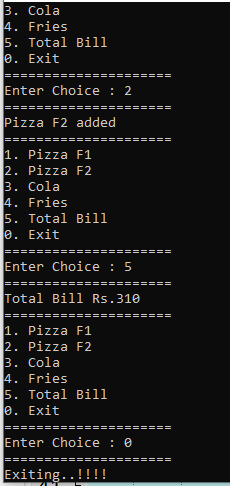 3. Cola
4. Fries
5. Total Bill
0. Exit
=====================
Enter Choice : 2
=====================
Pizza F2 added
=====================
1. Pizza F1
2. Pizza F2
3. Cola
4. Fries
5. Total Bill
0. Exit
=====================
Enter Choice : 5
=====================
Total Bill Rs.310
=====================
1. Pizza F1
2. Pizza F2
3. Cola
4. Fries
5. Total Bill
0. Exit
=====================
Enter Choice : 0
=====================
Exiting..!!!!